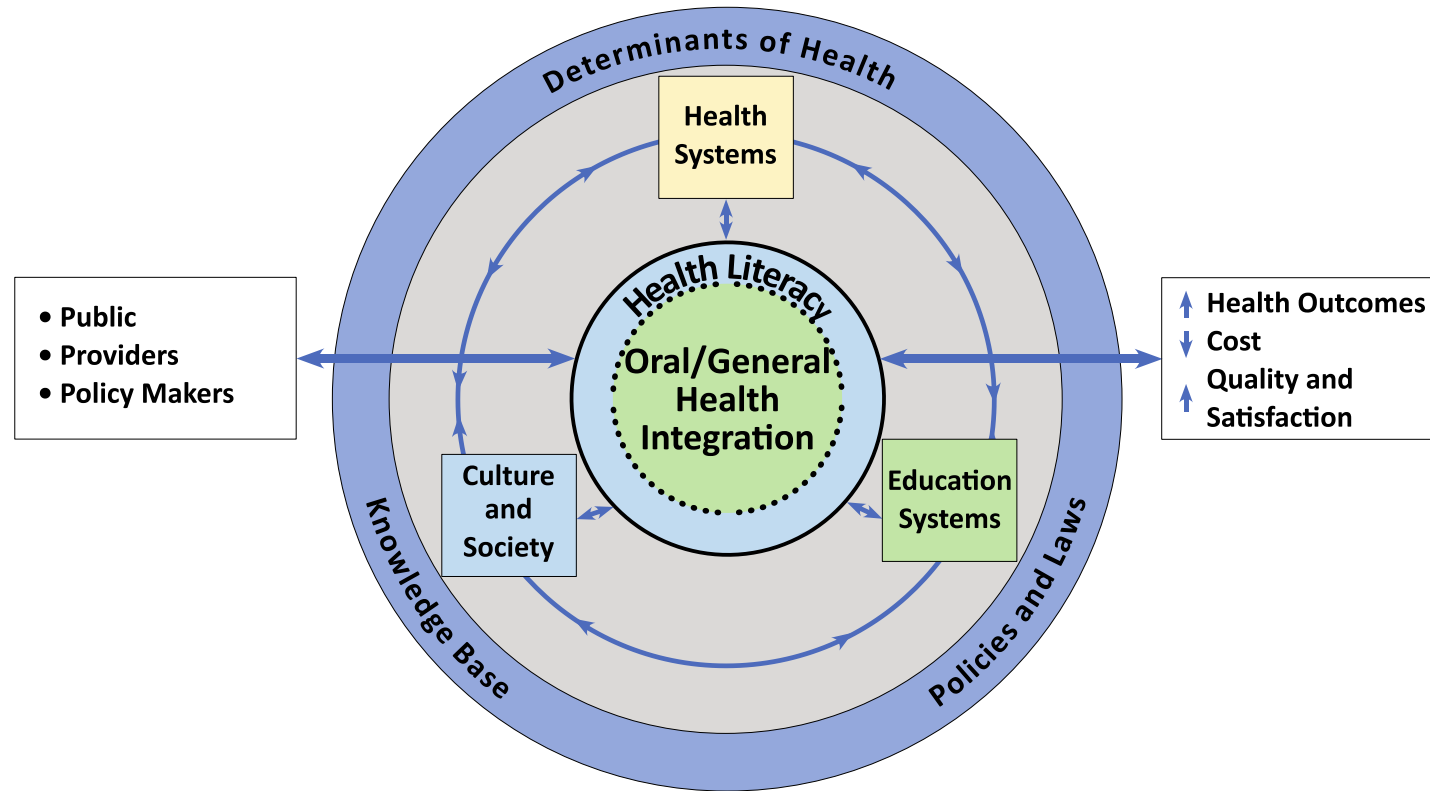 Determinants of Health
Health
Systems
Health Literacy
Oral/General
Health
Integration
• Public
• Providers
• Policy Makers
Health Outcomes
Cost
Quality and
Satisfaction
Culture
and
Society
Education
Systems
Knowledge Base
Policies and Laws